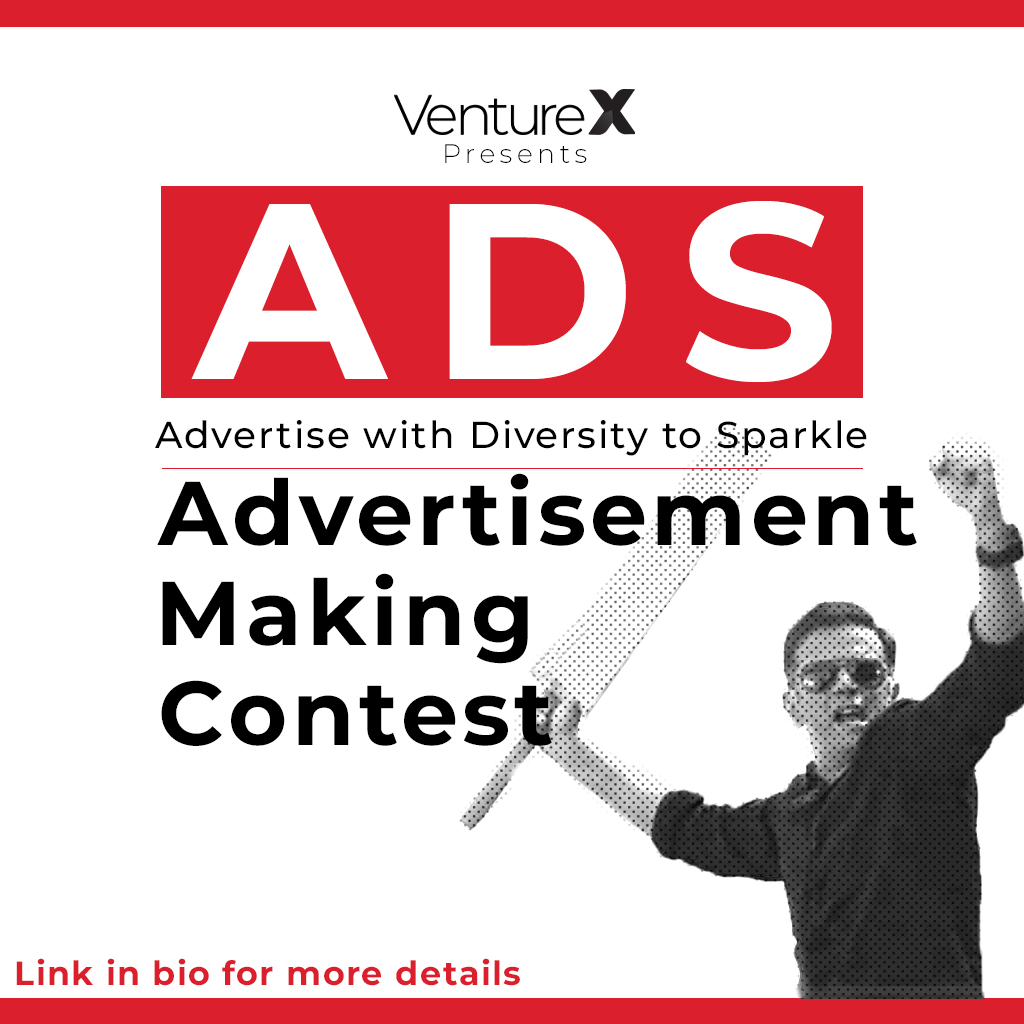 VentureX
Presents
ADS
Advertise with Diversity to Sparkle
Advertisement
Making
Contest
Link in bio for more details